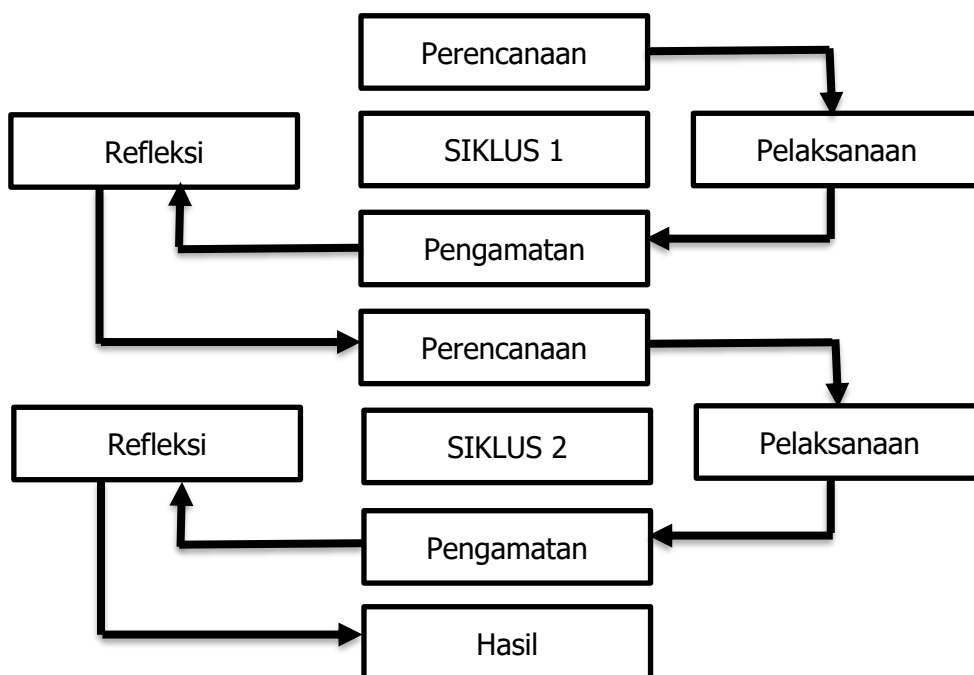 Perencanaan
Refleksi
SIKLUS 1
Pelaksanaan
Pengamatan
Perencanaan
Refleksi
SIKLUS 2
Pelaksanaan
Pengamatan
Hasil